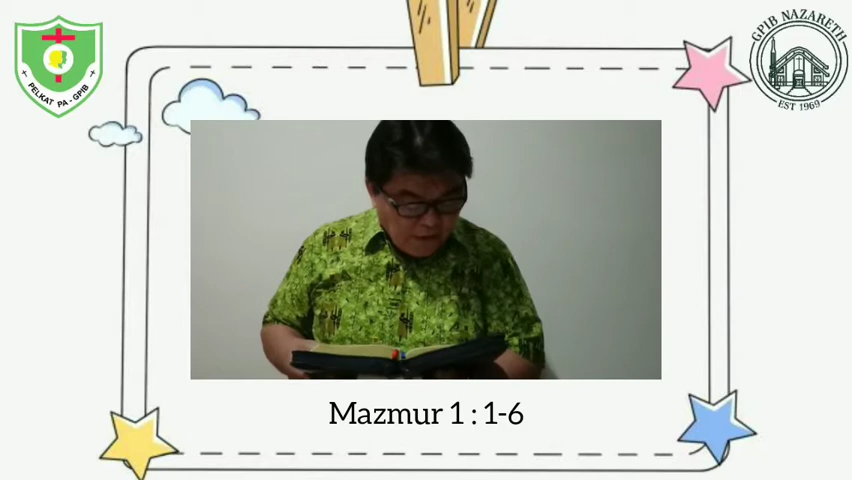 PELKAT PA - GPIB
GPIB NAZARETH
EST 1969
Mazmur 1 : 1-6